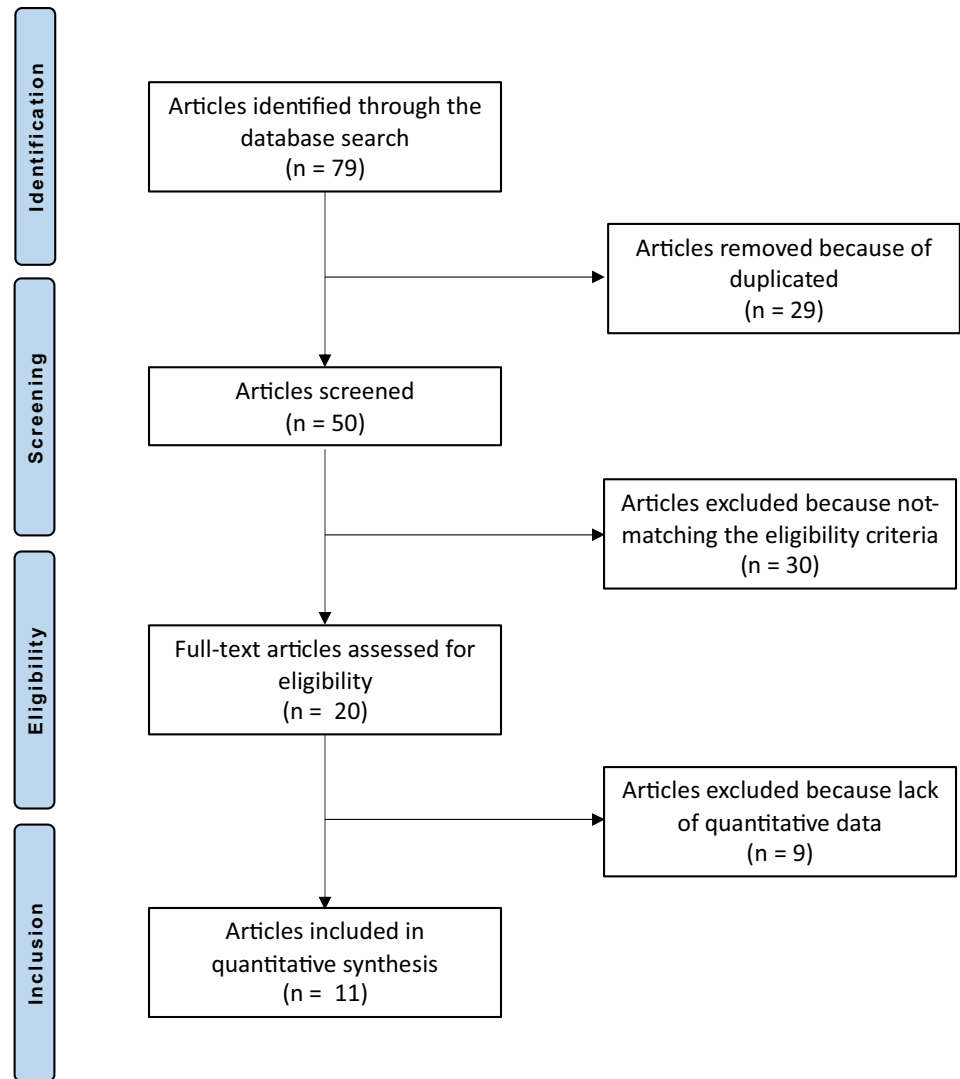 Identification
Articles identified through the
database search
(n = 79)
Articles removed because of
duplicated
(n = 29)
Screening
Articles screened
(n = 50)
Articles excluded because not-
matching the eligibility criteria
(n = 30)
Eligibility
Full-text articles assessed for
eligibility
(n = 20)
Articles excluded because lack
of quantitative data
(n = 9)
Inclusion
Articles included in
quantitative synthesis
(n = 11)